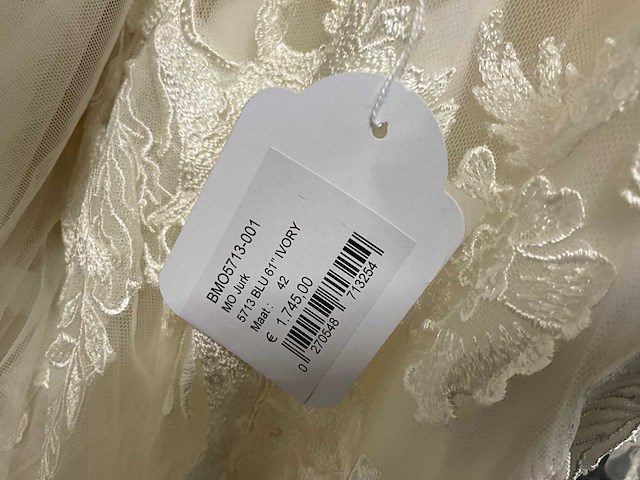 BMO5713-001
MO Jurk
5713 BLU 61" IVORY
Maat : 42
€ 1.745,00
0 270548 713254